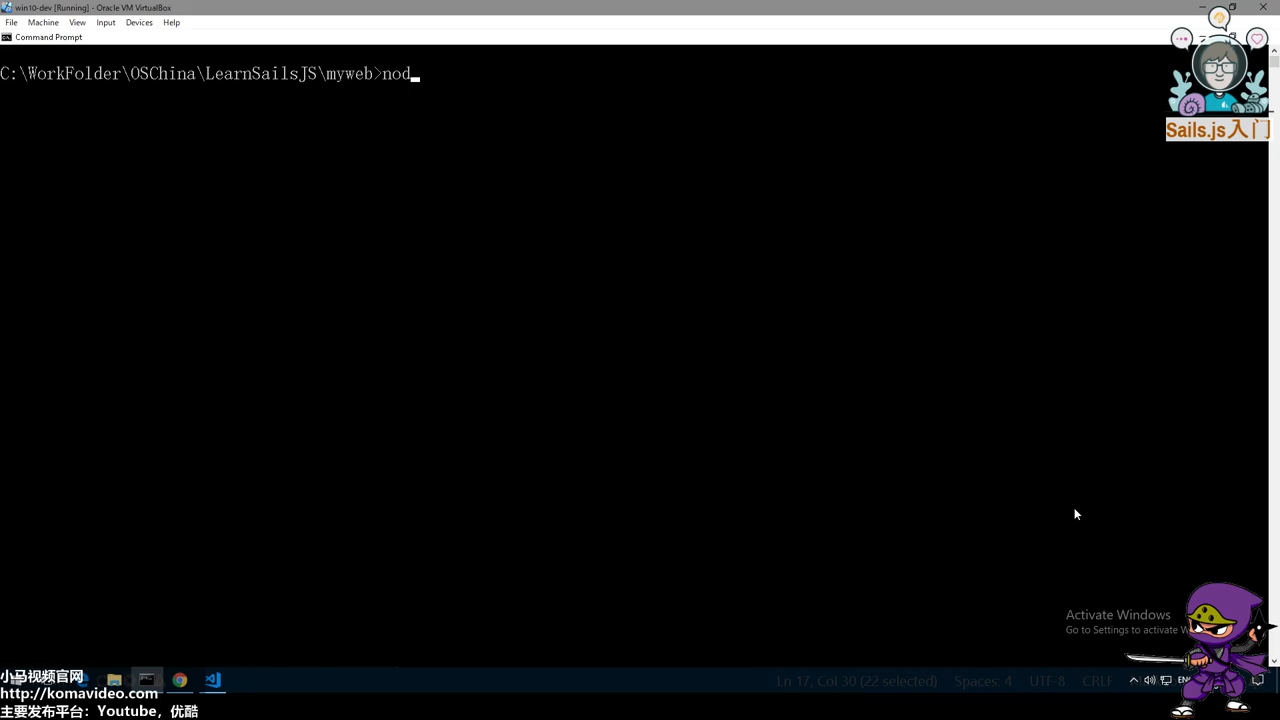 win10-dev [Running] - Oracle VM VirtualBox
File Machine View Input Devices Help
Command Prompt
C:\WorkFolder\OSChina\LearnSailsJS\myweb>nod
Sails.js入门
Activate Windows
Go to Settings to activate
Ln 17, Col 30 (22 selected) Spaces: 4 UTF-8 CRLF
小马视频官网
http://komavideo.com
主要发布平台：Youtube，优酷